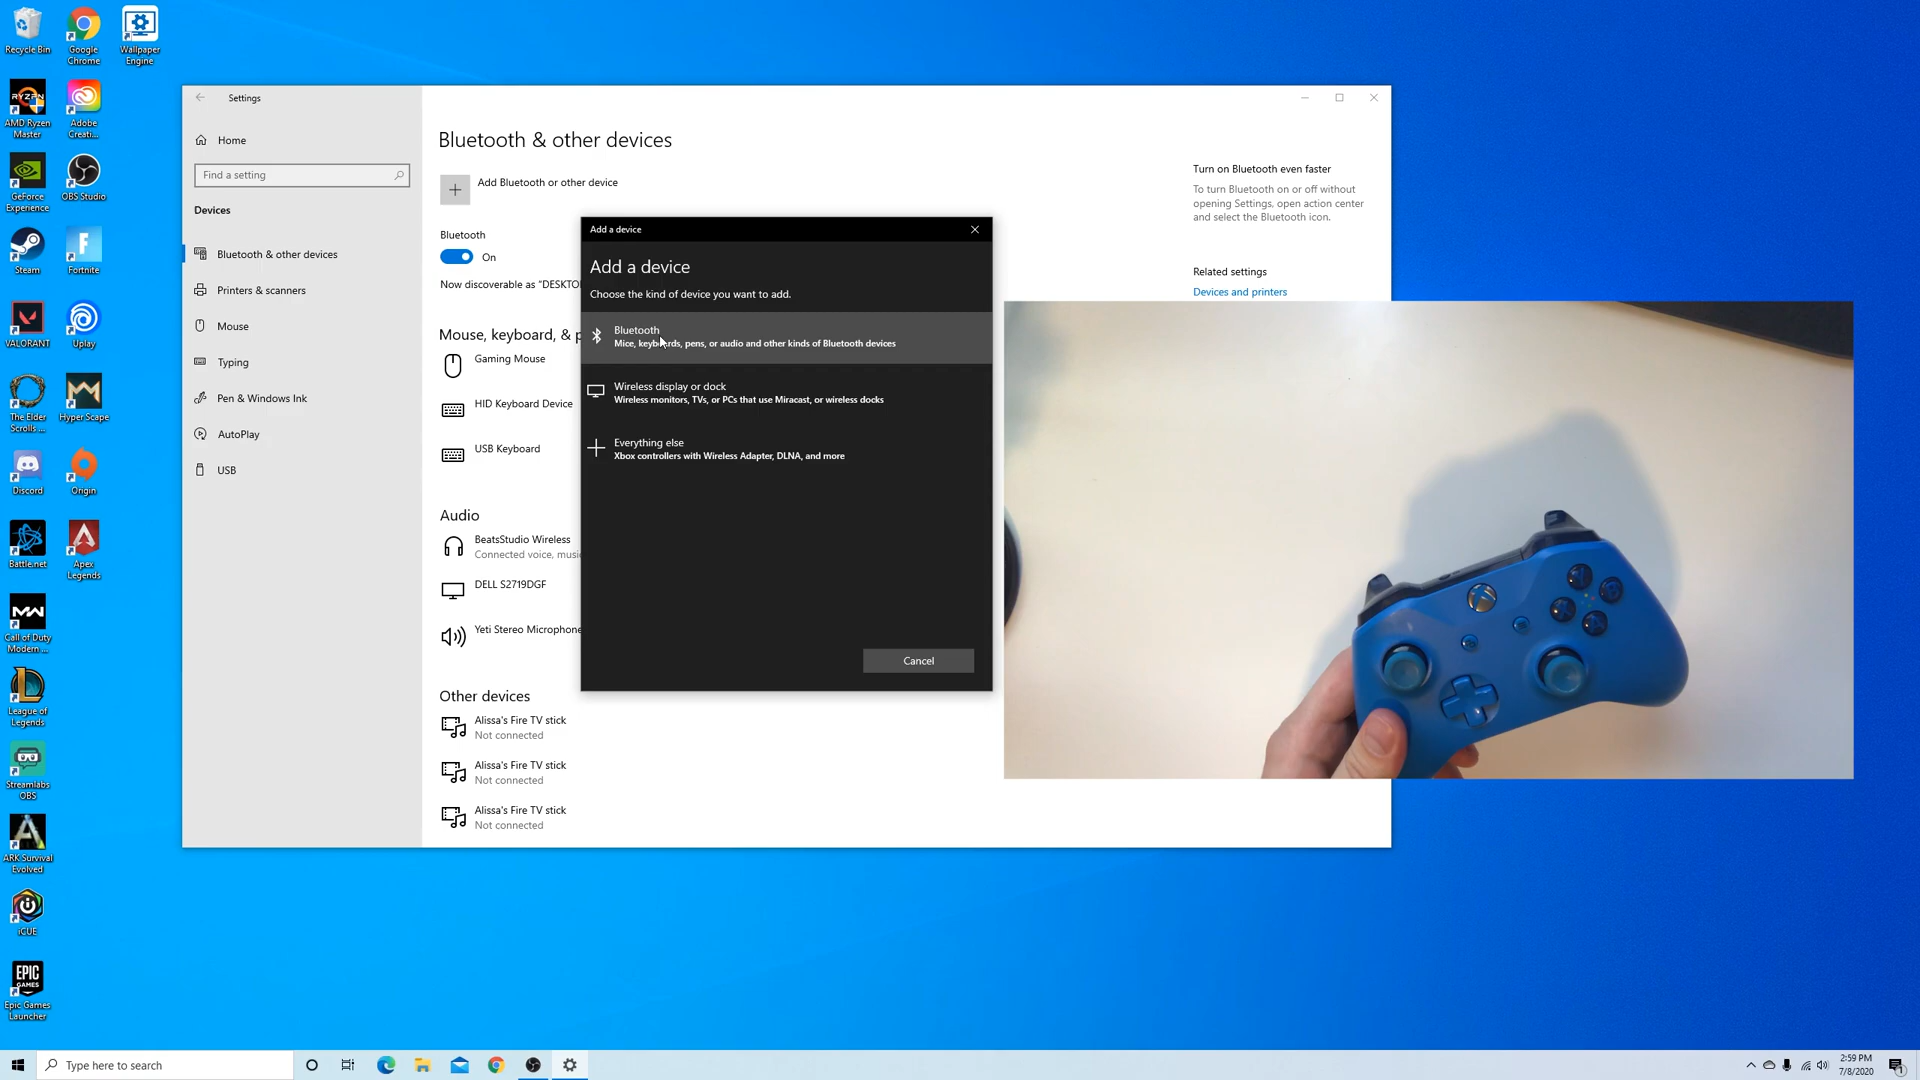 Recycle Bin
Google
Chrome
Wallpaper
Engine
RYZEN
AMD Ryzen
Master
Adobe
Creati...
GeForce
Experience
OBS Studio
Steam
Fortnite
VALORANT
Uplay
The Elder
Scrolls ...
Hyper Scape
Discord
Origin
Battle.net
Apex
Legends
MW
Call of Duty
Modern ...
League of
Legends
Streamlabs
OBS
ARK Survival
Evolved
iCUE
EPIC
GAMES
Epic Games
Launcher
Settings
Home
Find a setting
Devices
Bluetooth & other devices
Printers & scanners
Mouse
Typing
Pen & Windows Ink
AutoPlay
USB
Bluetooth & other devices
Add Bluetooth or other device
Bluetooth
On
Now discoverable as "DESKTO
Mouse, keyboard, & p
Gaming Mouse
HID Keyboard Device
USB Keyboard
Audio
BeatsStudio Wireless
Connected voice, musi
DELL S2719DGF
Yeti Stereo Microphone
Other devices
Alissa's Fire TV stick
Not connected
Alissa's Fire TV stick
Not connected
Alissa's Fire TV stick
Not connected
Turn on Bluetooth even faster
To turn Bluetooth on or off without
opening Settings, open action center
and select the Bluetooth icon.
Related settings
Devices and printers
Add a device
Add a device
Choose the kind of device you want to add.
Bluetooth
Mice, keyboards, pens, or audio and other kinds of Bluetooth devices
Wireless display or dock
Wireless monitors, TVs, or PCs that use Miracast, or wireless docks
Everything else
Xbox controllers with Wireless Adapter, DLNA, and more
Cancel
Type here to search
2:59 PM
7/8/2020